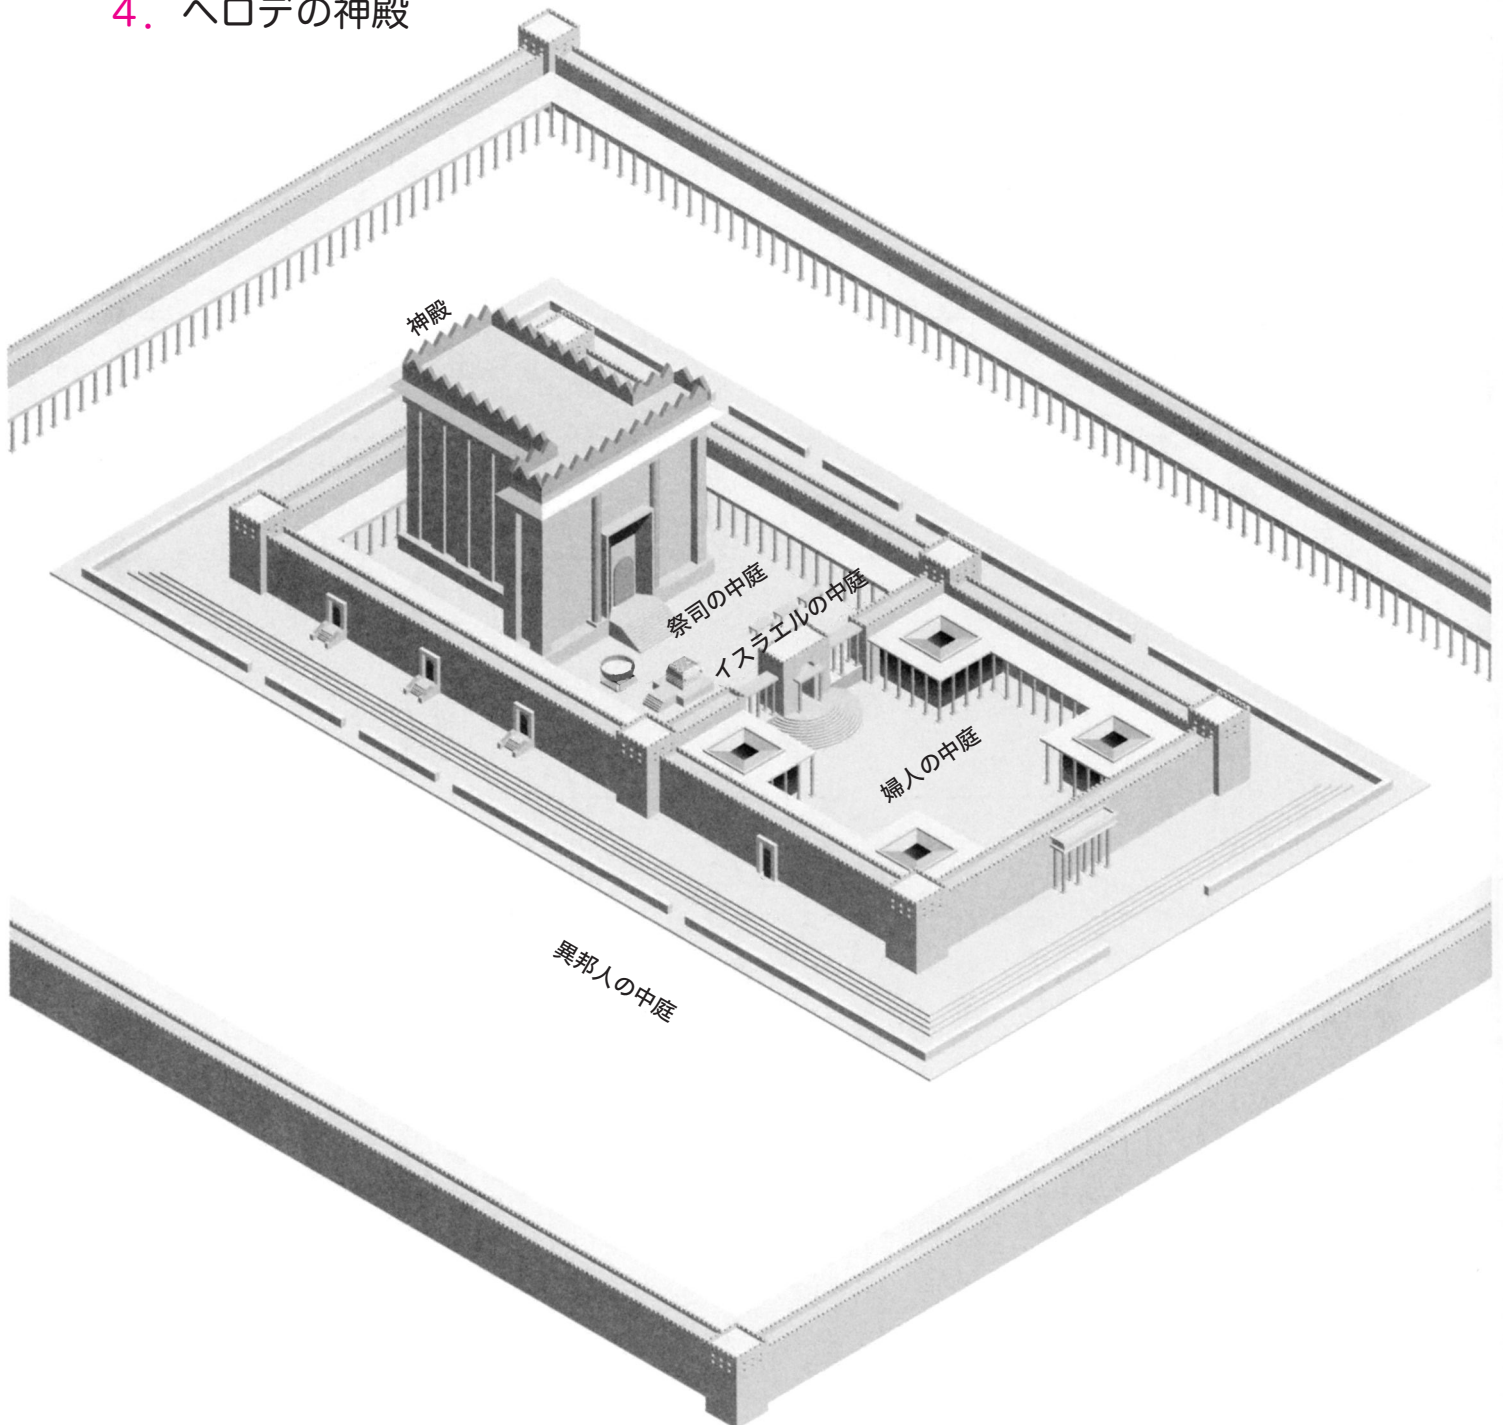 4. ヘロデの神殿
神殿
祭司の中庭
イスラエルの中庭
婦人の中庭
異邦人の中庭